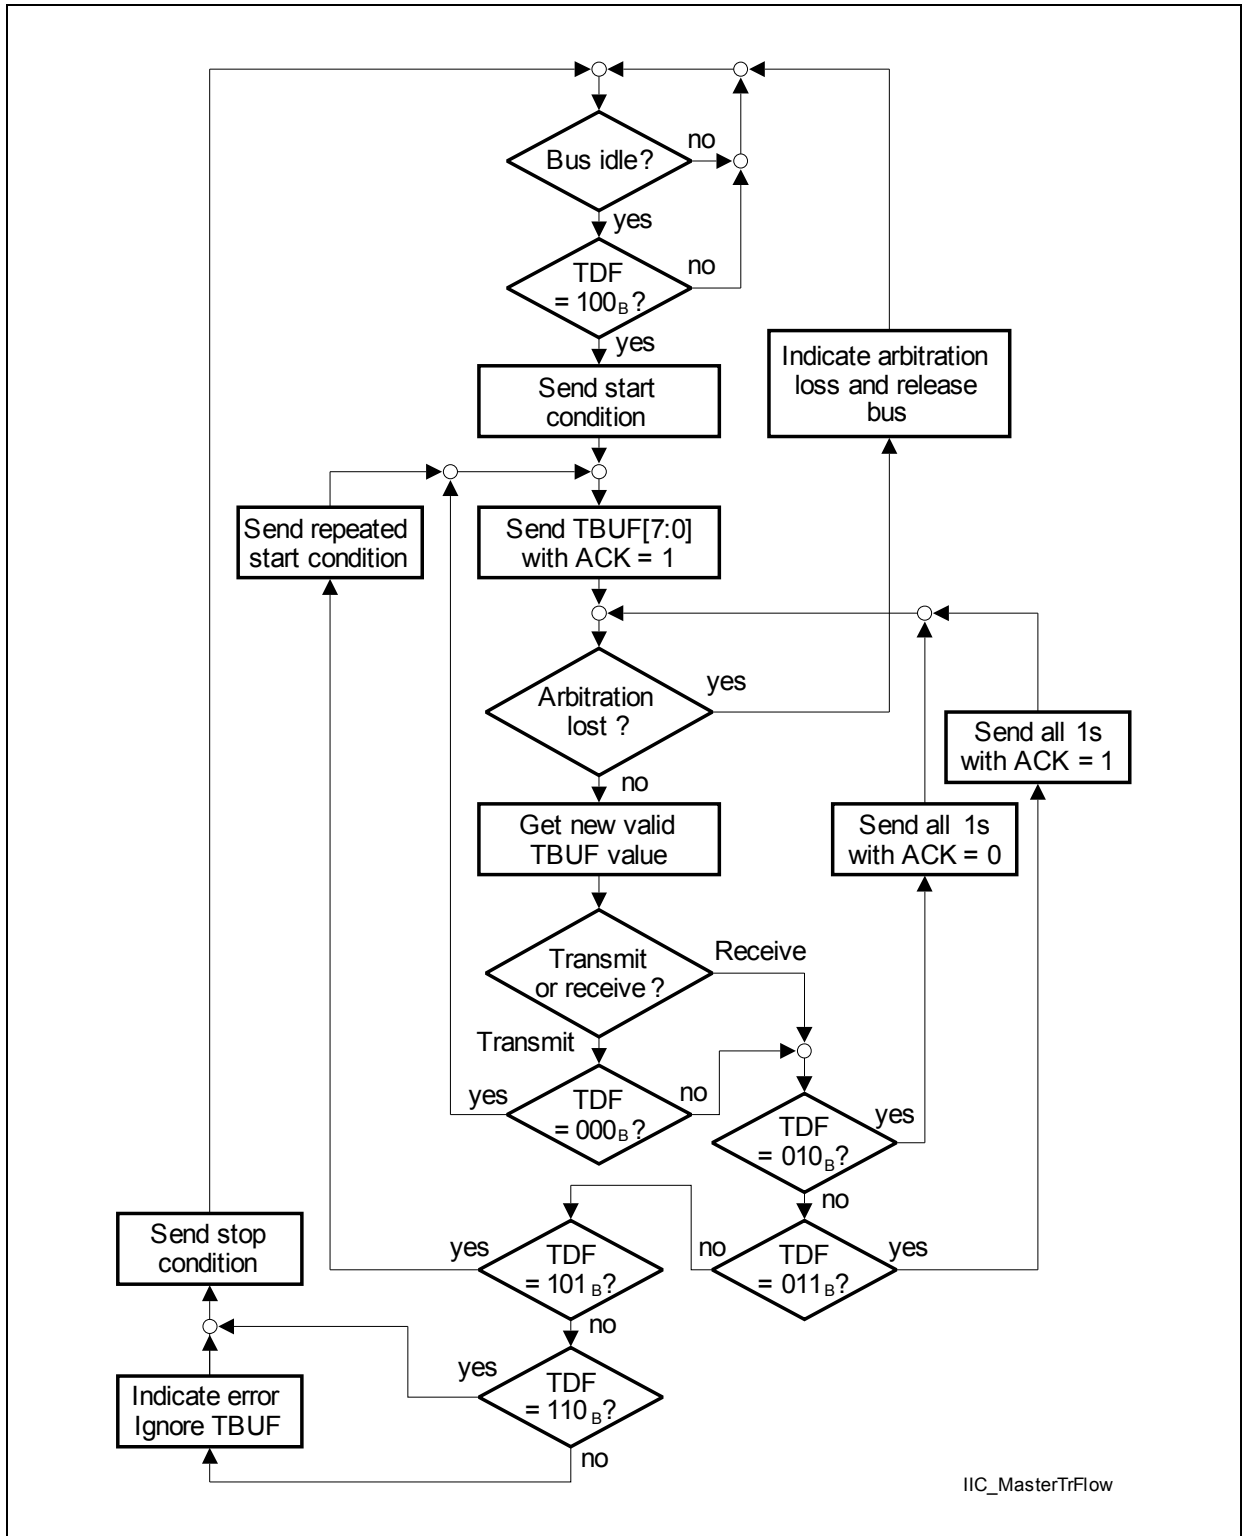 no
Bus idle?
yes
TDF
= 100B?
no
yes
Indicate arbitration
loss and release
bus
Send start
condition
Send repeated
start condition
Send TBUF[7:0]
with ACK = 1
Arbitration
lost ?
yes
no
Send all 1s
with ACK = 1
Get new valid
TBUF value
Send all 1s
with ACK = 0
Transmit
or receive ?
Receive
Transmit
yes
TDF
= 000B?
no
TDF
= 010B?
yes
no
Send stop
condition
yes
TDF
= 101B?
no
no
TDF
= 011B?
yes
yes
TDF
= 110B?
no
Indicate error
Ignore TBUF
IIC_MasterTrFlow